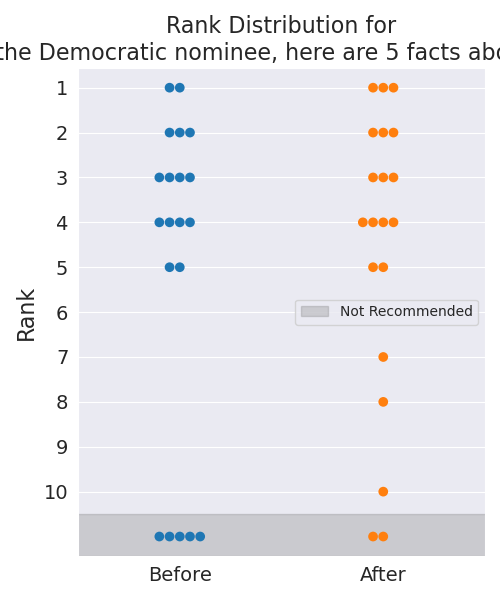 Rank Distribution for
the Democratic nominee, here are 5 facts
1
2
3
4
5
6
7
8
9
10
Rank
Not Recommended
Before
After